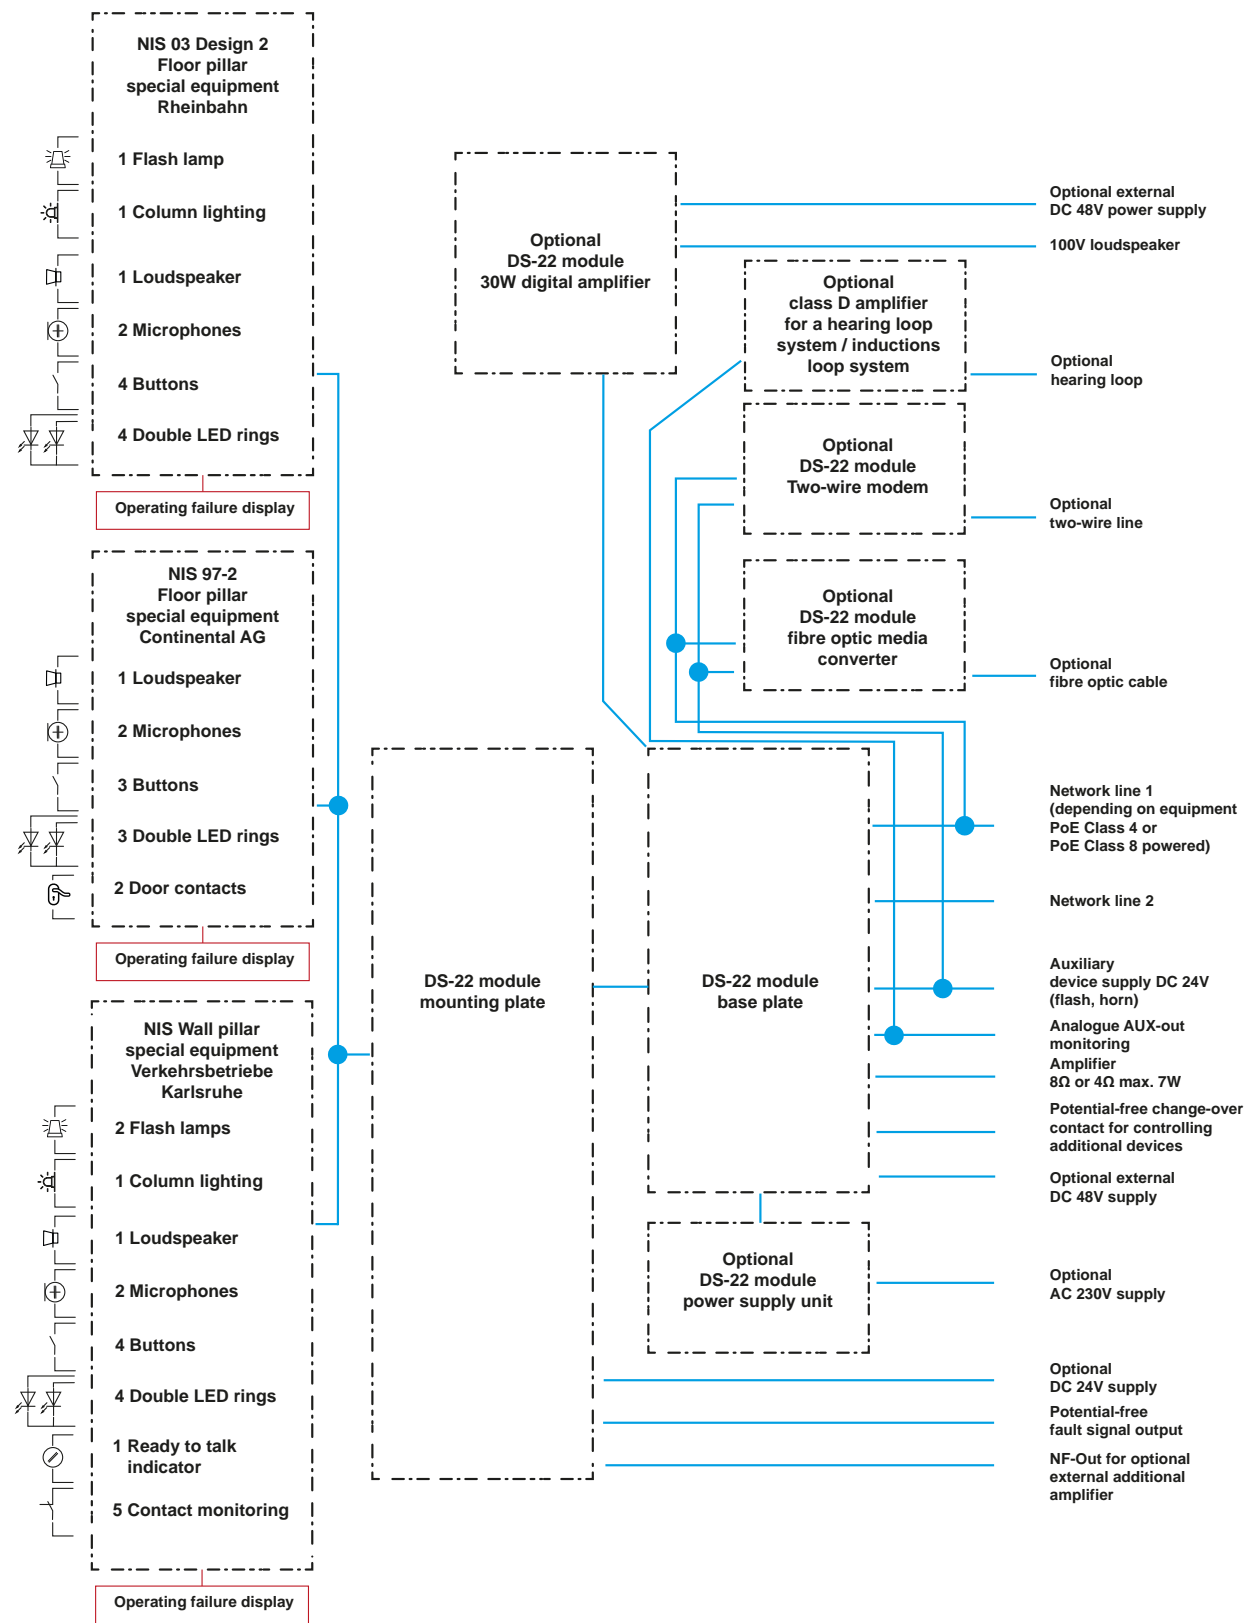 NIS 03 Design 2
Floor pillar
special equipment
Rheinbahn
1 Flash lamp
1 Column lighting
1 Loudspeaker
2 Microphones
4 Buttons
4 Double LED rings
Operating failure display
NIS 97-2
Floor pillar
special equipment
Continental AG
1 Loudspeaker
2 Microphones
3 Buttons
3 Double LED rings
2 Door contacts
Operating failure display
NIS Wall pillar
special equipment
Verkehrsbetriebe
Karlsruhe
2 Flash lamps
1 Column lighting
1 Loudspeaker
2 Microphones
4 Buttons
4 Double LED rings
1 Ready to talk
indicator
5 Contact monitoring
Operating failure display
DS-22 module
mounting plate
Optional
DS-22 module
30W digital amplifier
Optional
class D amplifier
for a hearing loop
system / inductions
loop system
Optional
DS-22 module
Two-wire modem
Optional
DS-22 module
fibre optic media
converter
DS-22 module
base plate
Optional
DS-22 module
power supply unit
Optional external
DC 48V power supply
100V loudspeaker
Optional
hearing loop
Optional
two-wire line
Optional
fibre optic cable
Network line 1
(depending on equipment
PoE Class 4 or
PoE Class 8 powered)
Network line 2
Auxiliary
device supply DC 24V
(flash, horn)
Analogue AUX-out
monitoring
Amplifier
8Ω or 4Ω max. 7W
Potential-free change-over
contact for controlling
additional devices
Optional external
DC 48V supply
Optional
AC 230V supply
Optional
DC 24V supply
Potential-free
fault signal output
NF-Out for optional
external additional
amplifier